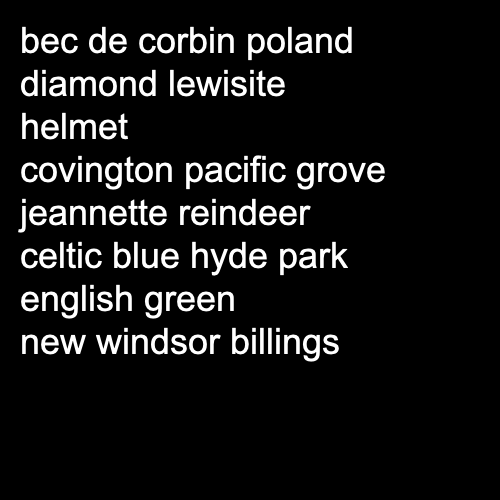 bec de corbin poland
diamond lewisite
helmet
covington pacific grove
jeannette reindeer
celtic blue hyde park
english green
new windsor billings